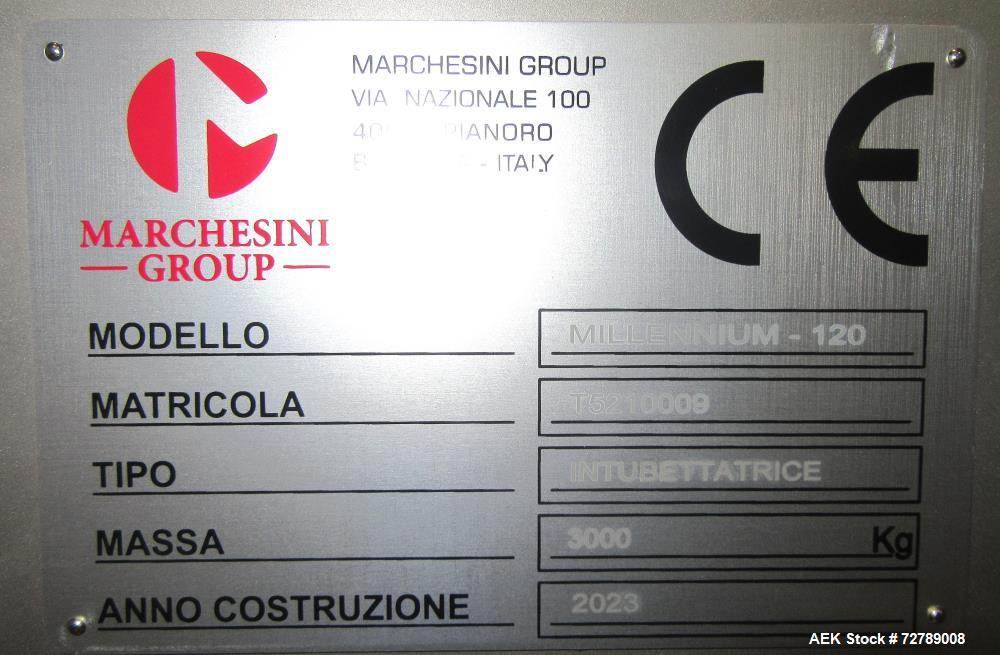 MARCHESINI
GROUP
MARCHESINI GROUP
VIA NAZIONALE 100
PIANORO
- ITALY
CE
MODELLO MILLENNIUM - 120
MATRICOLA T5210009
TIPO INTUBETTATRICE
MASSA 3000 Kg
ANNO COSTRUZIONE 2023
AEK Stock # 72789008